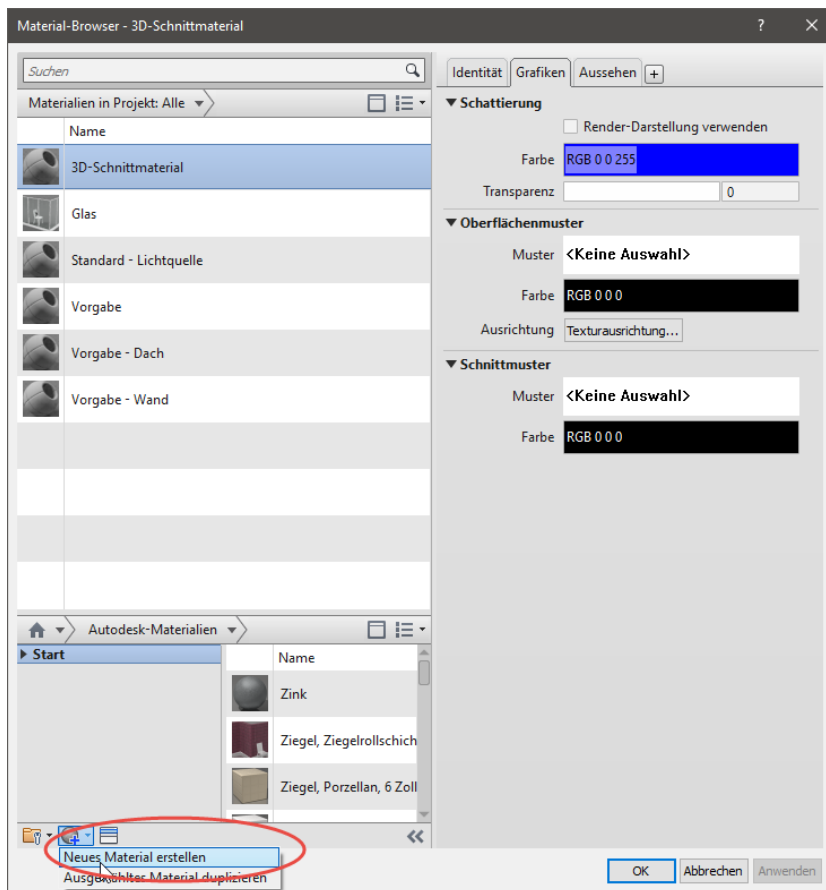 Material-Browser - 3D-Schnittmaterial
?
Suchen
Materialien in Projekt: Alle
Name
3D-Schnittmaterial
Glas
Standard - Lichtquelle
Vorgabe
Vorgabe - Dach
Vorgabe - Wand
Autodesk-Materialien
Start
Name
Zink
Ziegel, Ziegelrollschich
Ziegel, Porzellan, 6 Zoll
Neues Material erstellen
Ausgewähltes Material duplizieren
Identität
Grafiken
Aussehen
+
Schattierung
Render-Darstellung verwenden
Farbe RGB 0 0 255
Transparenz 0
Oberflächenmuster
Muster <Keine Auswahl>
Farbe RGB 0 0 0
Ausrichtung Texturausrichtung...
Schnittmuster
Muster <Keine Auswahl>
Farbe RGB 0 0 0
OK
Abbrechen
Anwenden